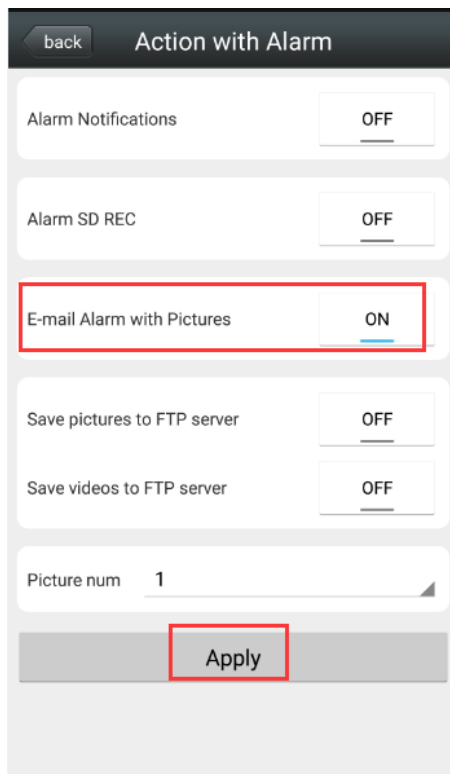 back Action with Alarm
Alarm Notifications OFF
Alarm SD REC OFF
E-mail Alarm with Pictures ON
Save pictures to FTP server OFF
Save videos to FTP server OFF
Picture num 1
Apply